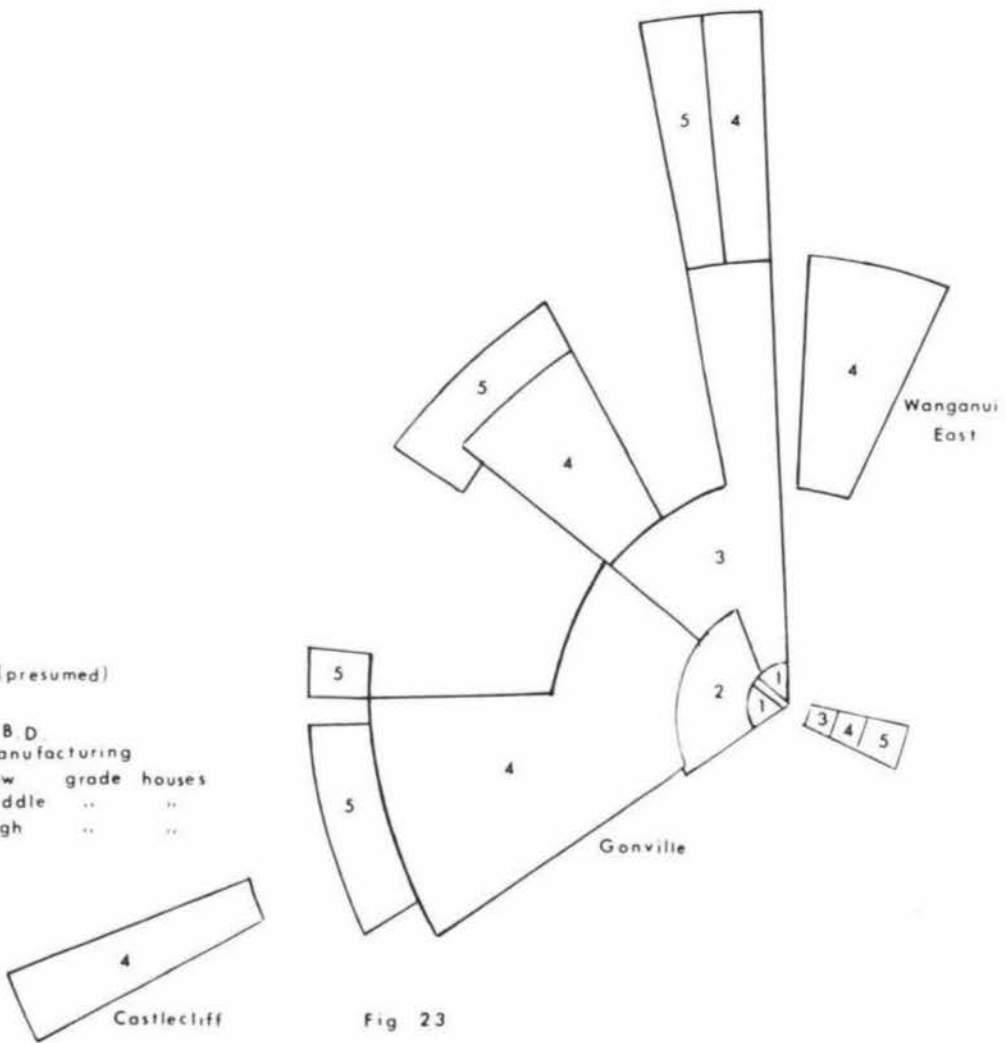 5 4
4
Wanganui
East
5
4
3
(presumed)
5
2
1
1
B.D.
anufacturing
w grade houses
ddle .. ..
gh .. ..
3 4 5
4
5
Gonville
4
Castlecliff
Fig 23